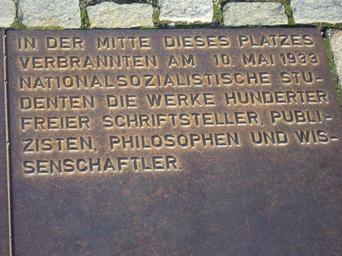 IN DER MITTE DIESES PLATZES
VERBRANNTEN AM 10. MAI 1933
NATIONALSOZIALISTISCHE STU-
DENTEN DIE WERKE HUNDERTER
FREIER SCHRIFTSTELLER, PUBLI-
ZISTEN, PHILOSOPHEN UND WIS-
SENSCHAFTLER.